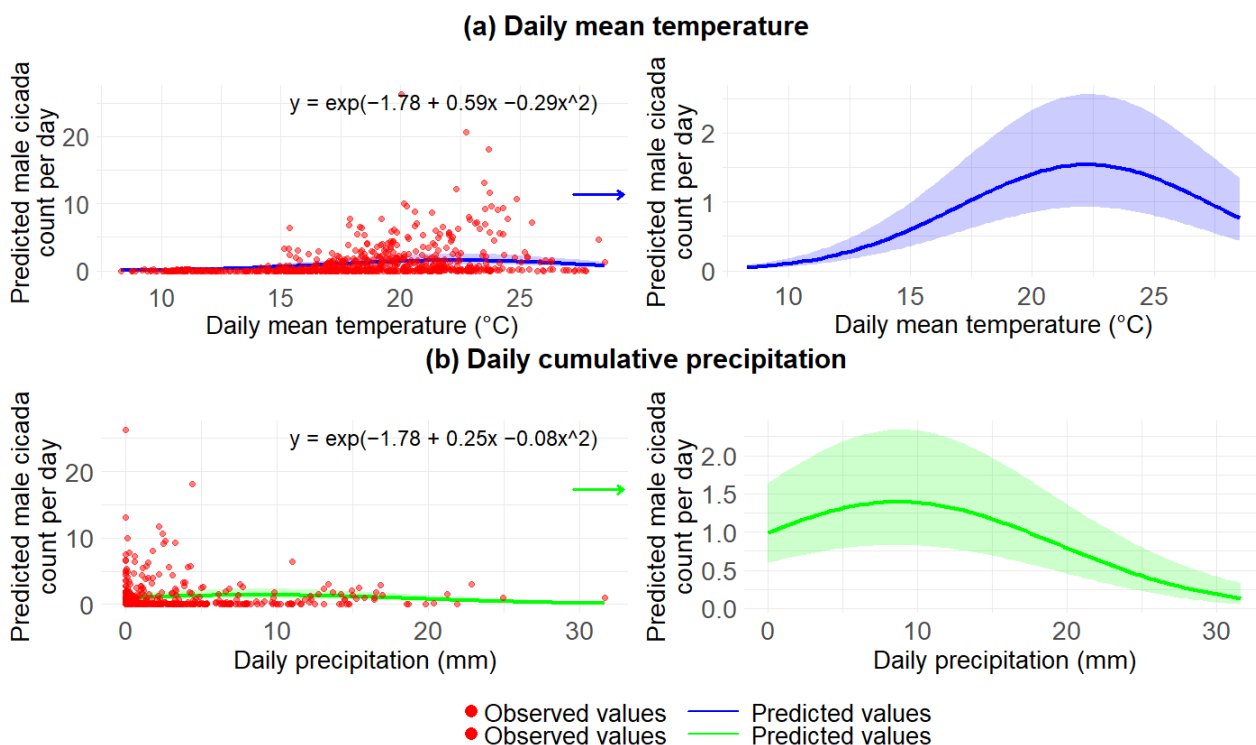 (a) Daily mean temperature
Predicted male cicada
count per day
y = exp(−1.78 + 0.59x −0.29x^2)
20
10
0
10
15
20
25
Daily mean temperature (°C)
Predicted male cicada
count per day
2
1
0
10
15
20
25
Daily mean temperature (°C)
(b) Daily cumulative precipitation
Predicted male cicada
count per day
y = exp(−1.78 + 0.25x −0.08x^2)
20
10
0
0
10
20
30
Daily precipitation (mm)
Predicted male cicada
count per day
2.0
1.5
1.0
0.5
0.0
0
10
20
30
Daily precipitation (mm)
Observed values
Predicted values
Observed values
Predicted values